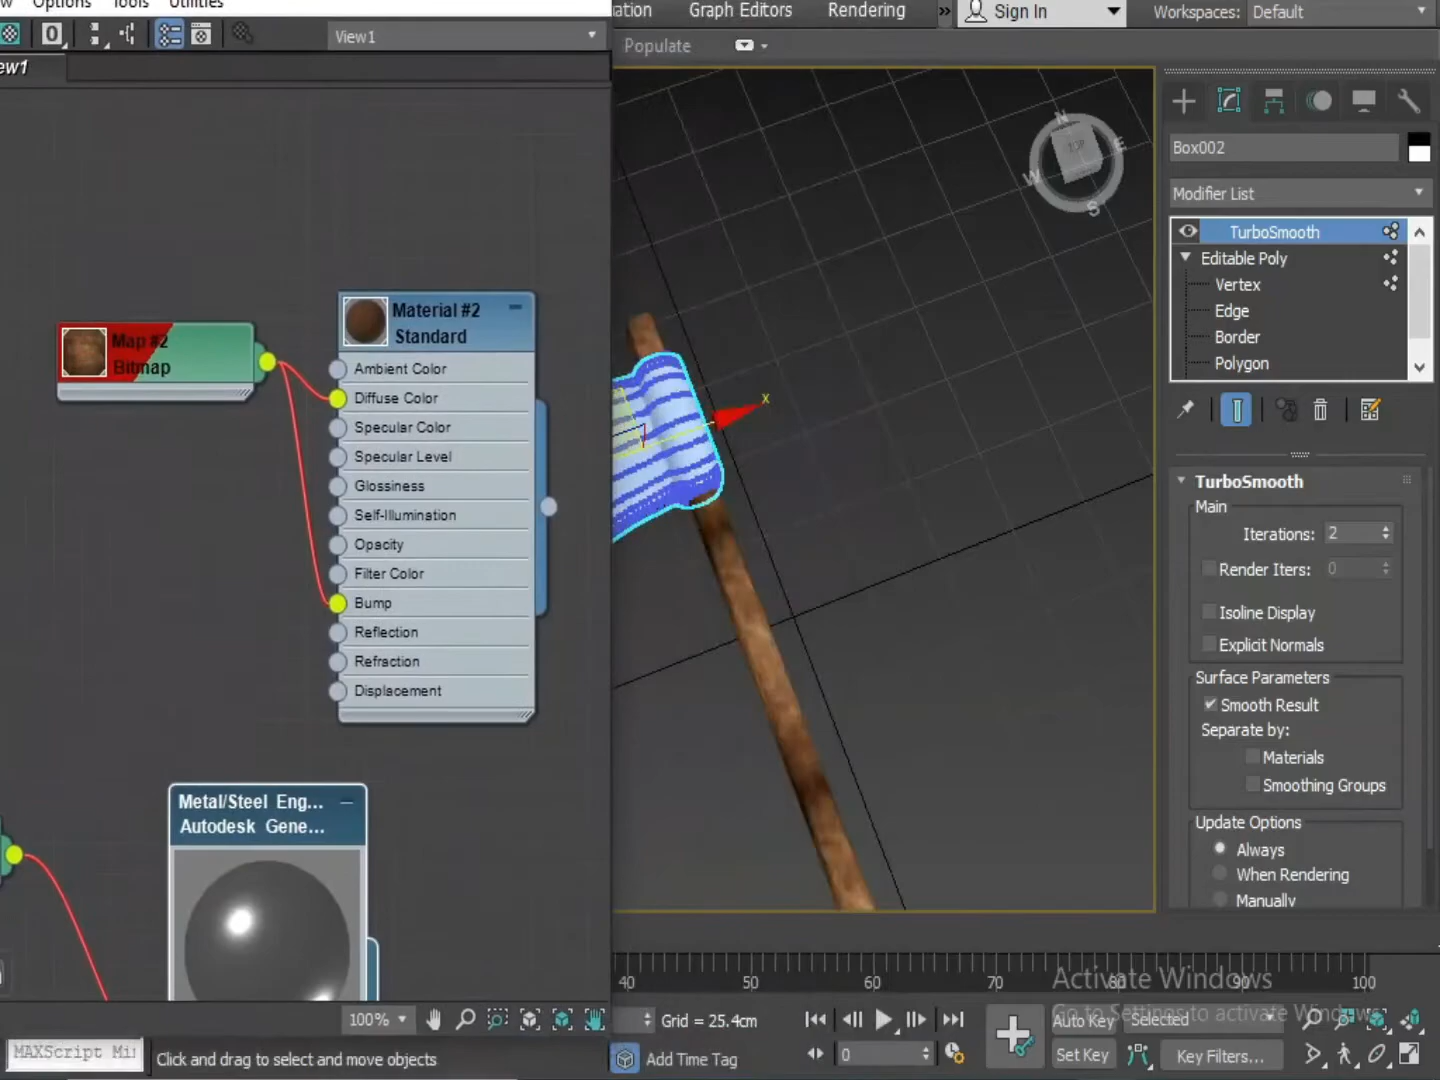 Options
Tools
Utilities
Graph Editors
Rendering
Sign In
Workspaces: Default
View1
Populate
N
E
TOP
W
S
Box002
Modifier List
TurboSmooth
Editable Poly
Vertex
Edge
Border
Polygon
Map #2
Bitmap
Material #2
Standard
Ambient Color
Diffuse Color
Specular Color
Specular Level
Glossiness
Self-Illumination
Opacity
Filter Color
Bump
Reflection
Refraction
Displacement
x
TurboSmooth
Main
Iterations: 2
Render Iters: 0
Isoline Display
Explicit Normals
Surface Parameters
Smooth Result
Separate by:
Materials
Smoothing Groups
Update Options
Always
When Rendering
Manually
Metal/Steel Eng...
Autodesk Gene...
40 50 60 70 80 90 100
Activate Windows
Go to Settings to activate Windows.
100%
Grid = 25.4cm
Auto Key
Selected
MAXScript Mi
Click and drag to select and move objects
Add Time Tag
0
Set Key
Key Filters...